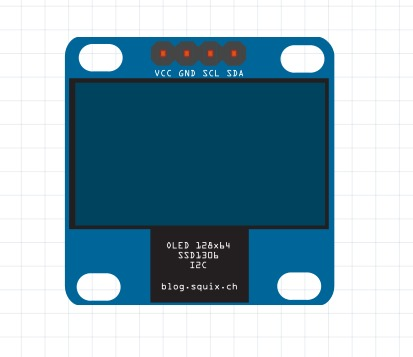 VCC GND SCL SDA
OLED 128x64
SSD1306
I2C
blog.squix.ch